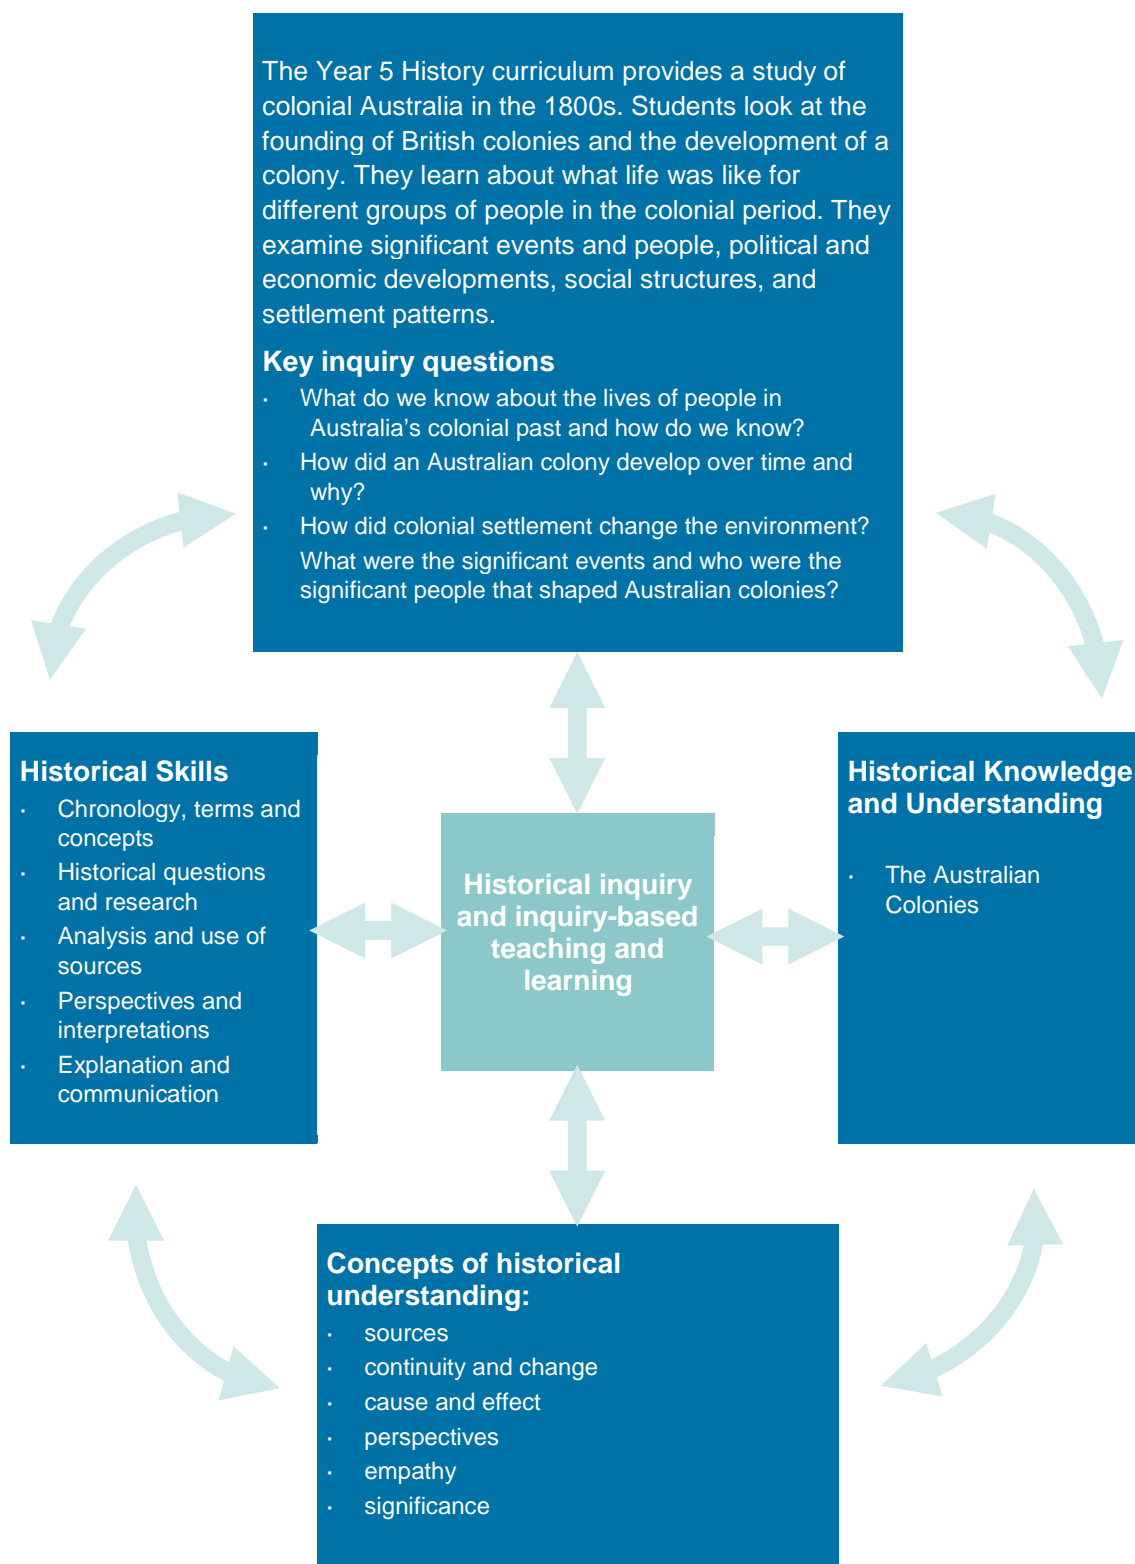 The Year 5 History curriculum provides a study of
colonial Australia in the 1800s. Students look at the
founding of British colonies and the development of a
colony. They learn about what life was like for
different groups of people in the colonial period. They
examine significant events and people, political and
economic developments, social structures, and
settlement patterns.
Key inquiry questions
· What do we know about the lives of people in
Australia’s colonial past and how do we know?
· How did an Australian colony develop over time and
why?
· How did colonial settlement change the environment?
What were the significant events and who were the
significant people that shaped Australian colonies?
Historical Skills
· Chronology, terms and
concepts
· Historical questions
and research
· Analysis and use of
sources
· Perspectives and
interpretations
· Explanation and
communication
Historical inquiry
and inquiry-based
teaching and
learning
Historical Knowledge
and Understanding
· The Australian
Colonies
Concepts of historical
understanding:
· sources
· continuity and change
· cause and effect
· perspectives
· empathy
· significance